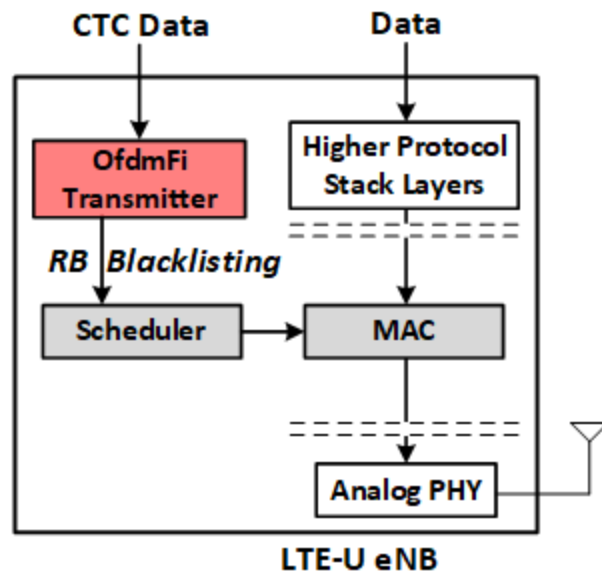 CTC Data
Data
OfdmFi
Transmitter
Higher Protocol
Stack Layers
RB Blacklisting
Scheduler
MAC
Analog PHY
LTE-U eNB